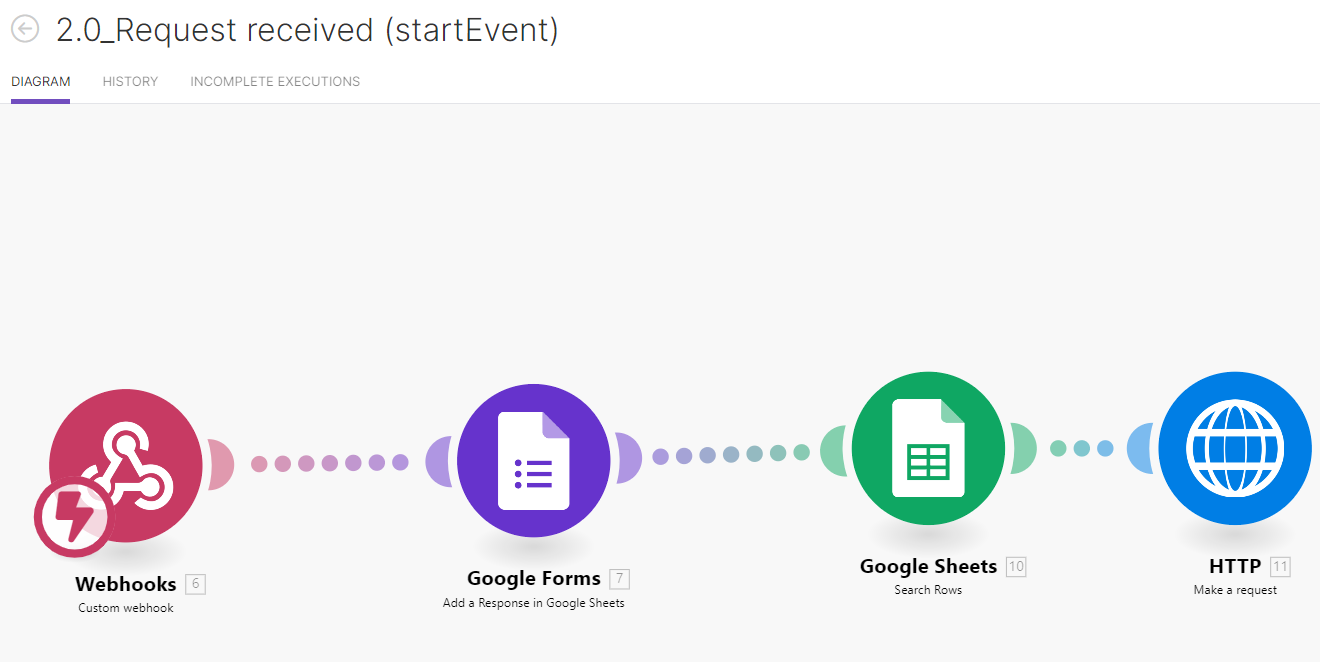 2.0_Request received (startEvent)
DIAGRAM HISTORY INCOMPLETE EXECUTIONS
Webhooks 6
Custom webhook
Google Forms 7
Add a Response in Google Sheets
Google Sheets 10
Search Rows
HTTP 11
Make a request